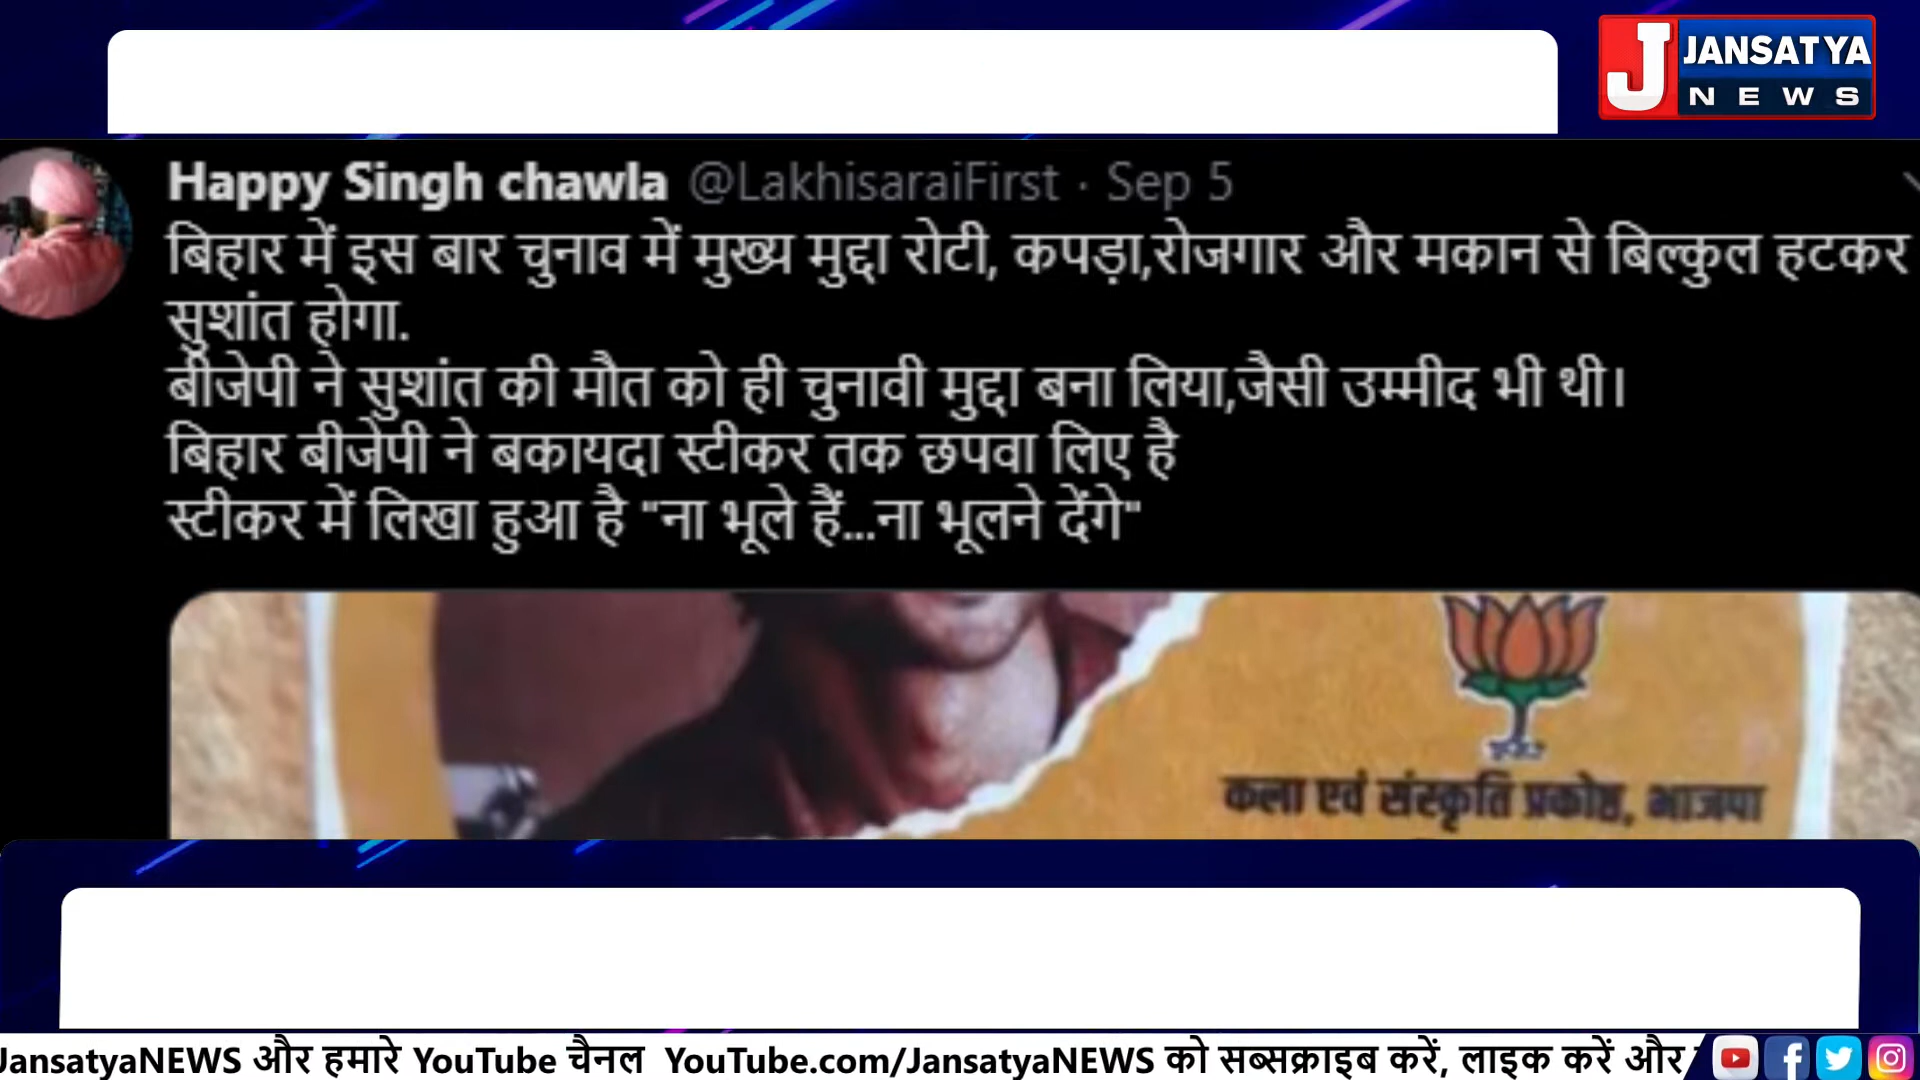 JANSATYA
NEWS
Happy Singh chawla @LakhisaraiFirst · Sep 5
बिहार में इस बार चुनाव में मुख्य मुद्दा रोटी, कपड़ा,रोजगार और मकान से बिल्कुल हटकर
सुशांत होगा.
बीजेपी ने सुशांत की मौत को ही चुनावी मुद्दा बना लिया,जैसी उम्मीद भी थी।
बिहार बीजेपी ने बकायदा स्टीकर तक छपवा लिए है
स्टीकर में लिखा हुआ है "ना भूले हैं...ना भूलने देंगे"
कला एवं संस्कृति प्रकोष्ठ, भाजपा
JansatyaNEWS और हमारे YouTube चैनल YouTube.com/JansatyaNEWS को सब्सक्राइब करें, लाइक करें और